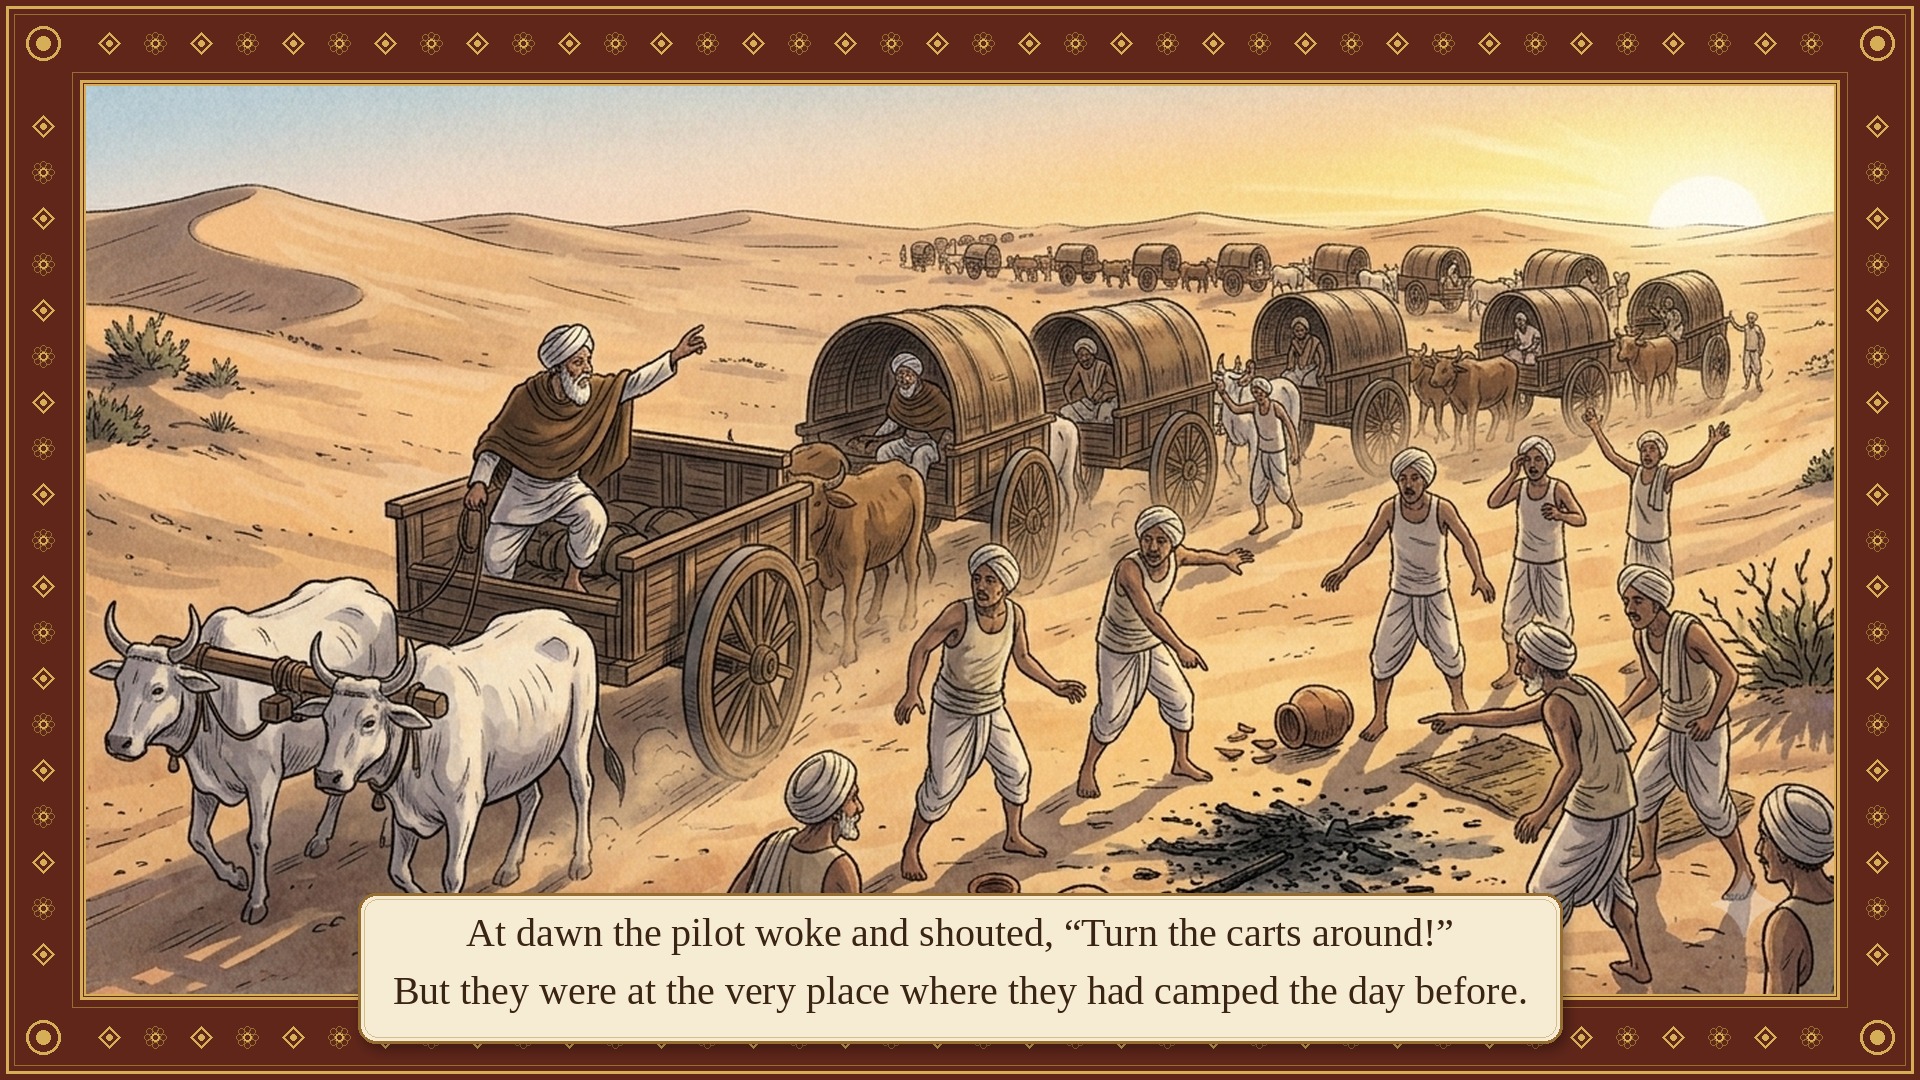 At dawn the pilot woke and shouted, “Turn the carts around!”
But they were at the very place where they had camped the day before.